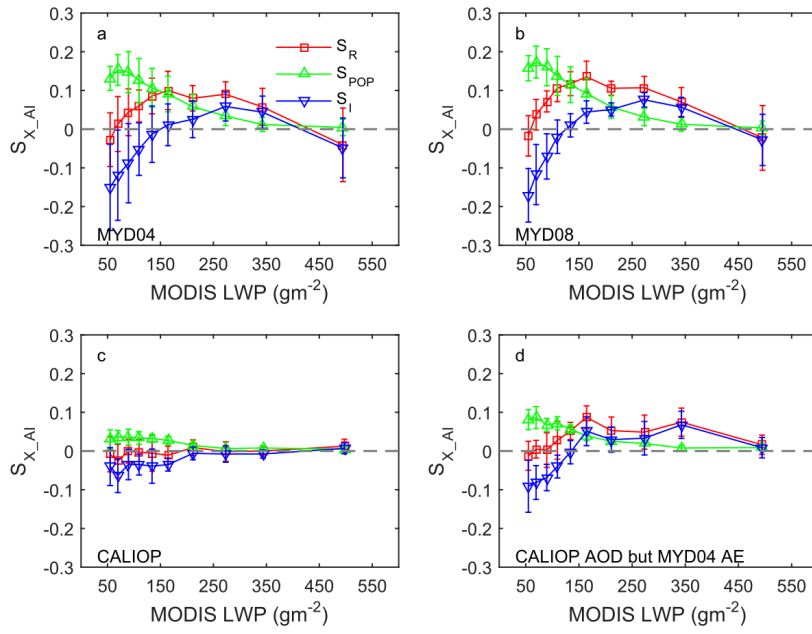 a
S_R
S_POP
S_I
0.3
0.2
0.1
0
-0.1
-0.2
-0.3
S_X_AI
MYD04
50 150 250 350 450 550
MODIS LWP (gm⁻²)
b
0.3
0.2
0.1
0
-0.1
-0.2
-0.3
S_X_AI
MYD08
50 150 250 350 450 550
MODIS LWP (gm⁻²)
c
0.3
0.2
0.1
0
-0.1
-0.2
-0.3
S_X_AI
CALIOP
50 150 250 350 450 550
MODIS LWP (gm⁻²)
d
0.3
0.2
0.1
0
-0.1
-0.2
-0.3
S_X_AI
CALIOP AOD but MYD04 AE
50 150 250 350 450 550
MODIS LWP (gm⁻²)